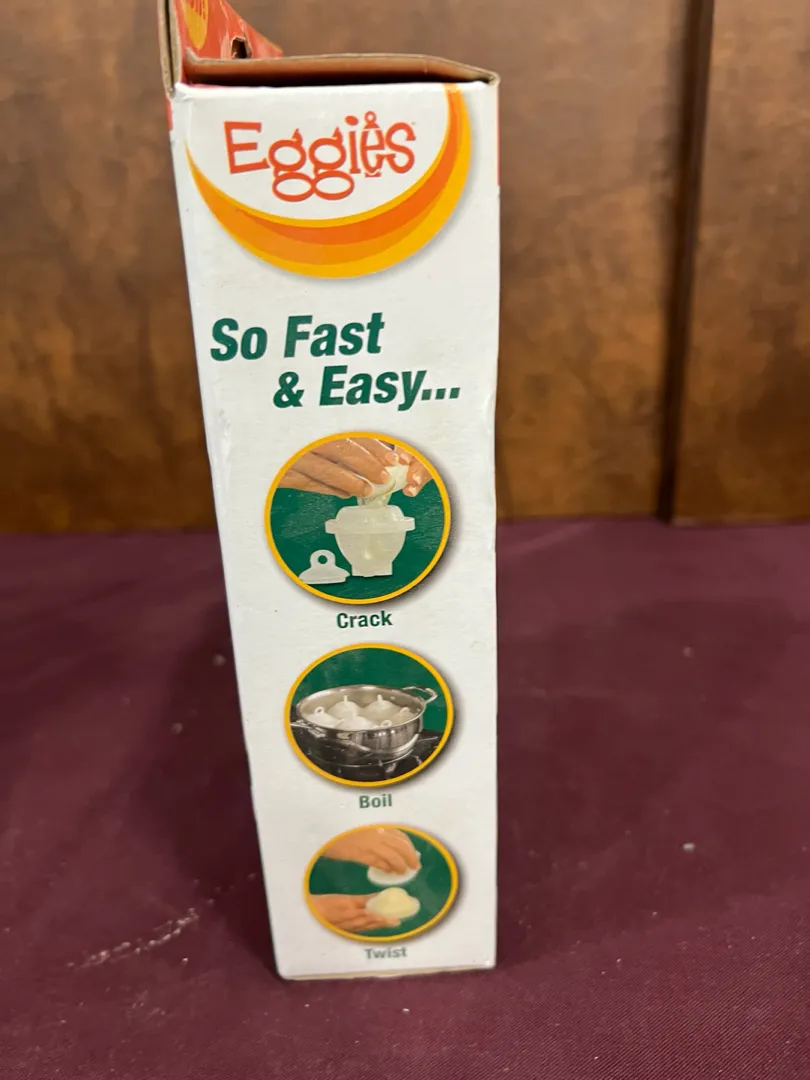 Eggies
So Fast
& Easy...
Crack
Boil
Twist